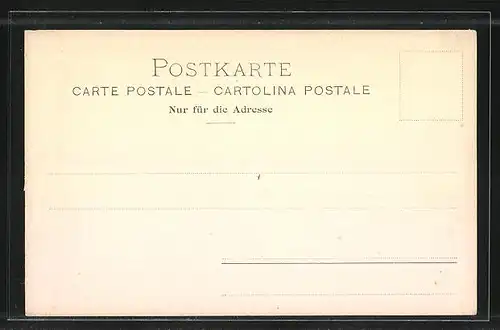 POSTKARTE
CARTE POSTALE — CARTOLINA POSTALE
Nur für die Adresse